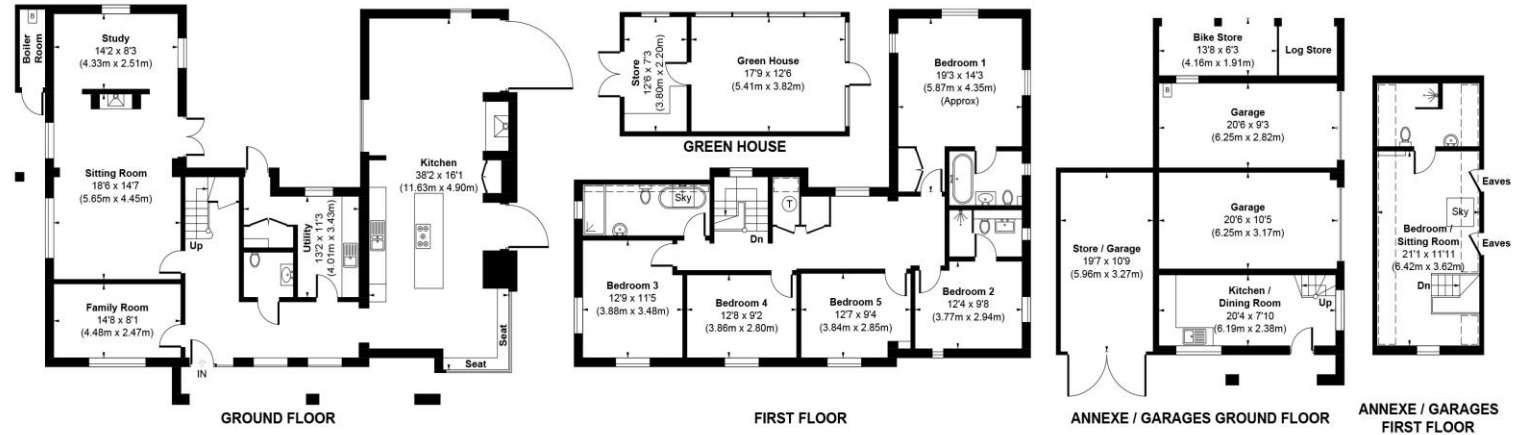 B
Boiler
Room
Study
14'2 x 8'3
(4.33m x 2.51m)
Sitting Room
18'6 x 14'7
(5.65m x 4.45m)
Family Room
14'8 x 8'1
(4.48m x 2.47m)
Up
IN
Utility
13'2 x 11'3
(4.01m x 3.43m)
Kitchen
38'2 x 16'1
(11.63m x 4.90m)
Seat
Seat
GROUND FLOOR
Store
12'6 x 7'3
(3.80m x 2.20m)
Green House
17'9 x 12'6
(5.41m x 3.82m)
GREEN HOUSE
Bedroom 1
19'3 x 14'3
(5.87m x 4.35m)
(Approx)
Sky
Dn
T
Bedroom 3
12'9 x 11'5
(3.88m x 3.48m)
Bedroom 4
12'8 x 9'2
(3.86m x 2.80m)
Bedroom 5
12'7 x 9'4
(3.84m x 2.85m)
Bedroom 2
12'4 x 9'8
(3.77m x 2.94m)
FIRST FLOOR
Bike Store
13'8 x 6'3
(4.16m x 1.91m)
Log Store
B
Garage
20'6 x 9'3
(6.25m x 2.82m)
Garage
20'6 x 10'5
(6.25m x 3.17m)
Store / Garage
19'7 x 10'9
(5.96m x 3.27m)
Kitchen /
Dining Room
20'4 x 7'10
(6.19m x 2.38m)
Up
ANNEXE / GARAGES GROUND FLOOR
Eaves
Sky
Bedroom /
Sitting Room
21'1 x 11'11
(6.42m x 3.62m)
Eaves
Dn
ANNEXE / GARAGES
FIRST FLOOR